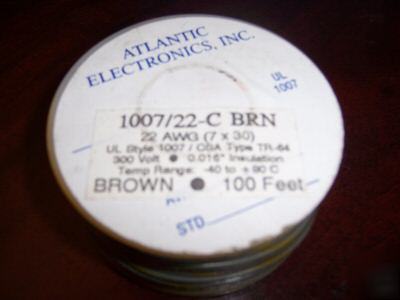 ATLANTIC
ELECTRONICS, INC.
UL
1007
1007/22-C BRN
22 AWG (7 x 30)
UL Style 1007 / CSA Type TR-64
300 Volt ● 0.016" Insulation
Temp Range: -40 to +90 C
BROWN ● 100 Feet
STD